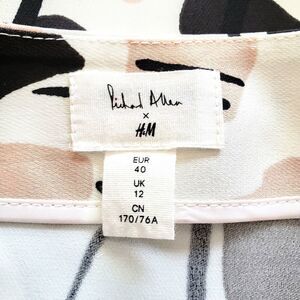 Richard Allan
x
H&M
EUR
40
UK
12
CN
170/76A